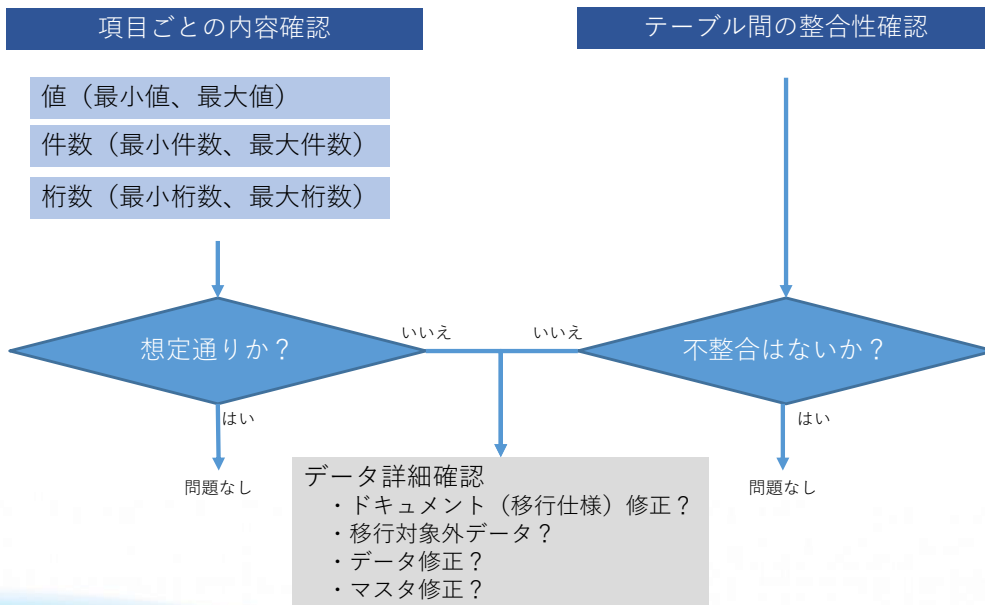 項目ごとの内容確認
テーブル間の整合性確認
値（最小値、最大値）
件数（最小件数、最大件数）
桁数（最小桁数、最大桁数）
想定通りか？
いいえ
いいえ
不整合はないか？
はい
はい
問題なし
問題なし
データ詳細確認
・ドキュメント（移行仕様）修正？
・移行対象外データ？
・データ修正？
・マスタ修正？